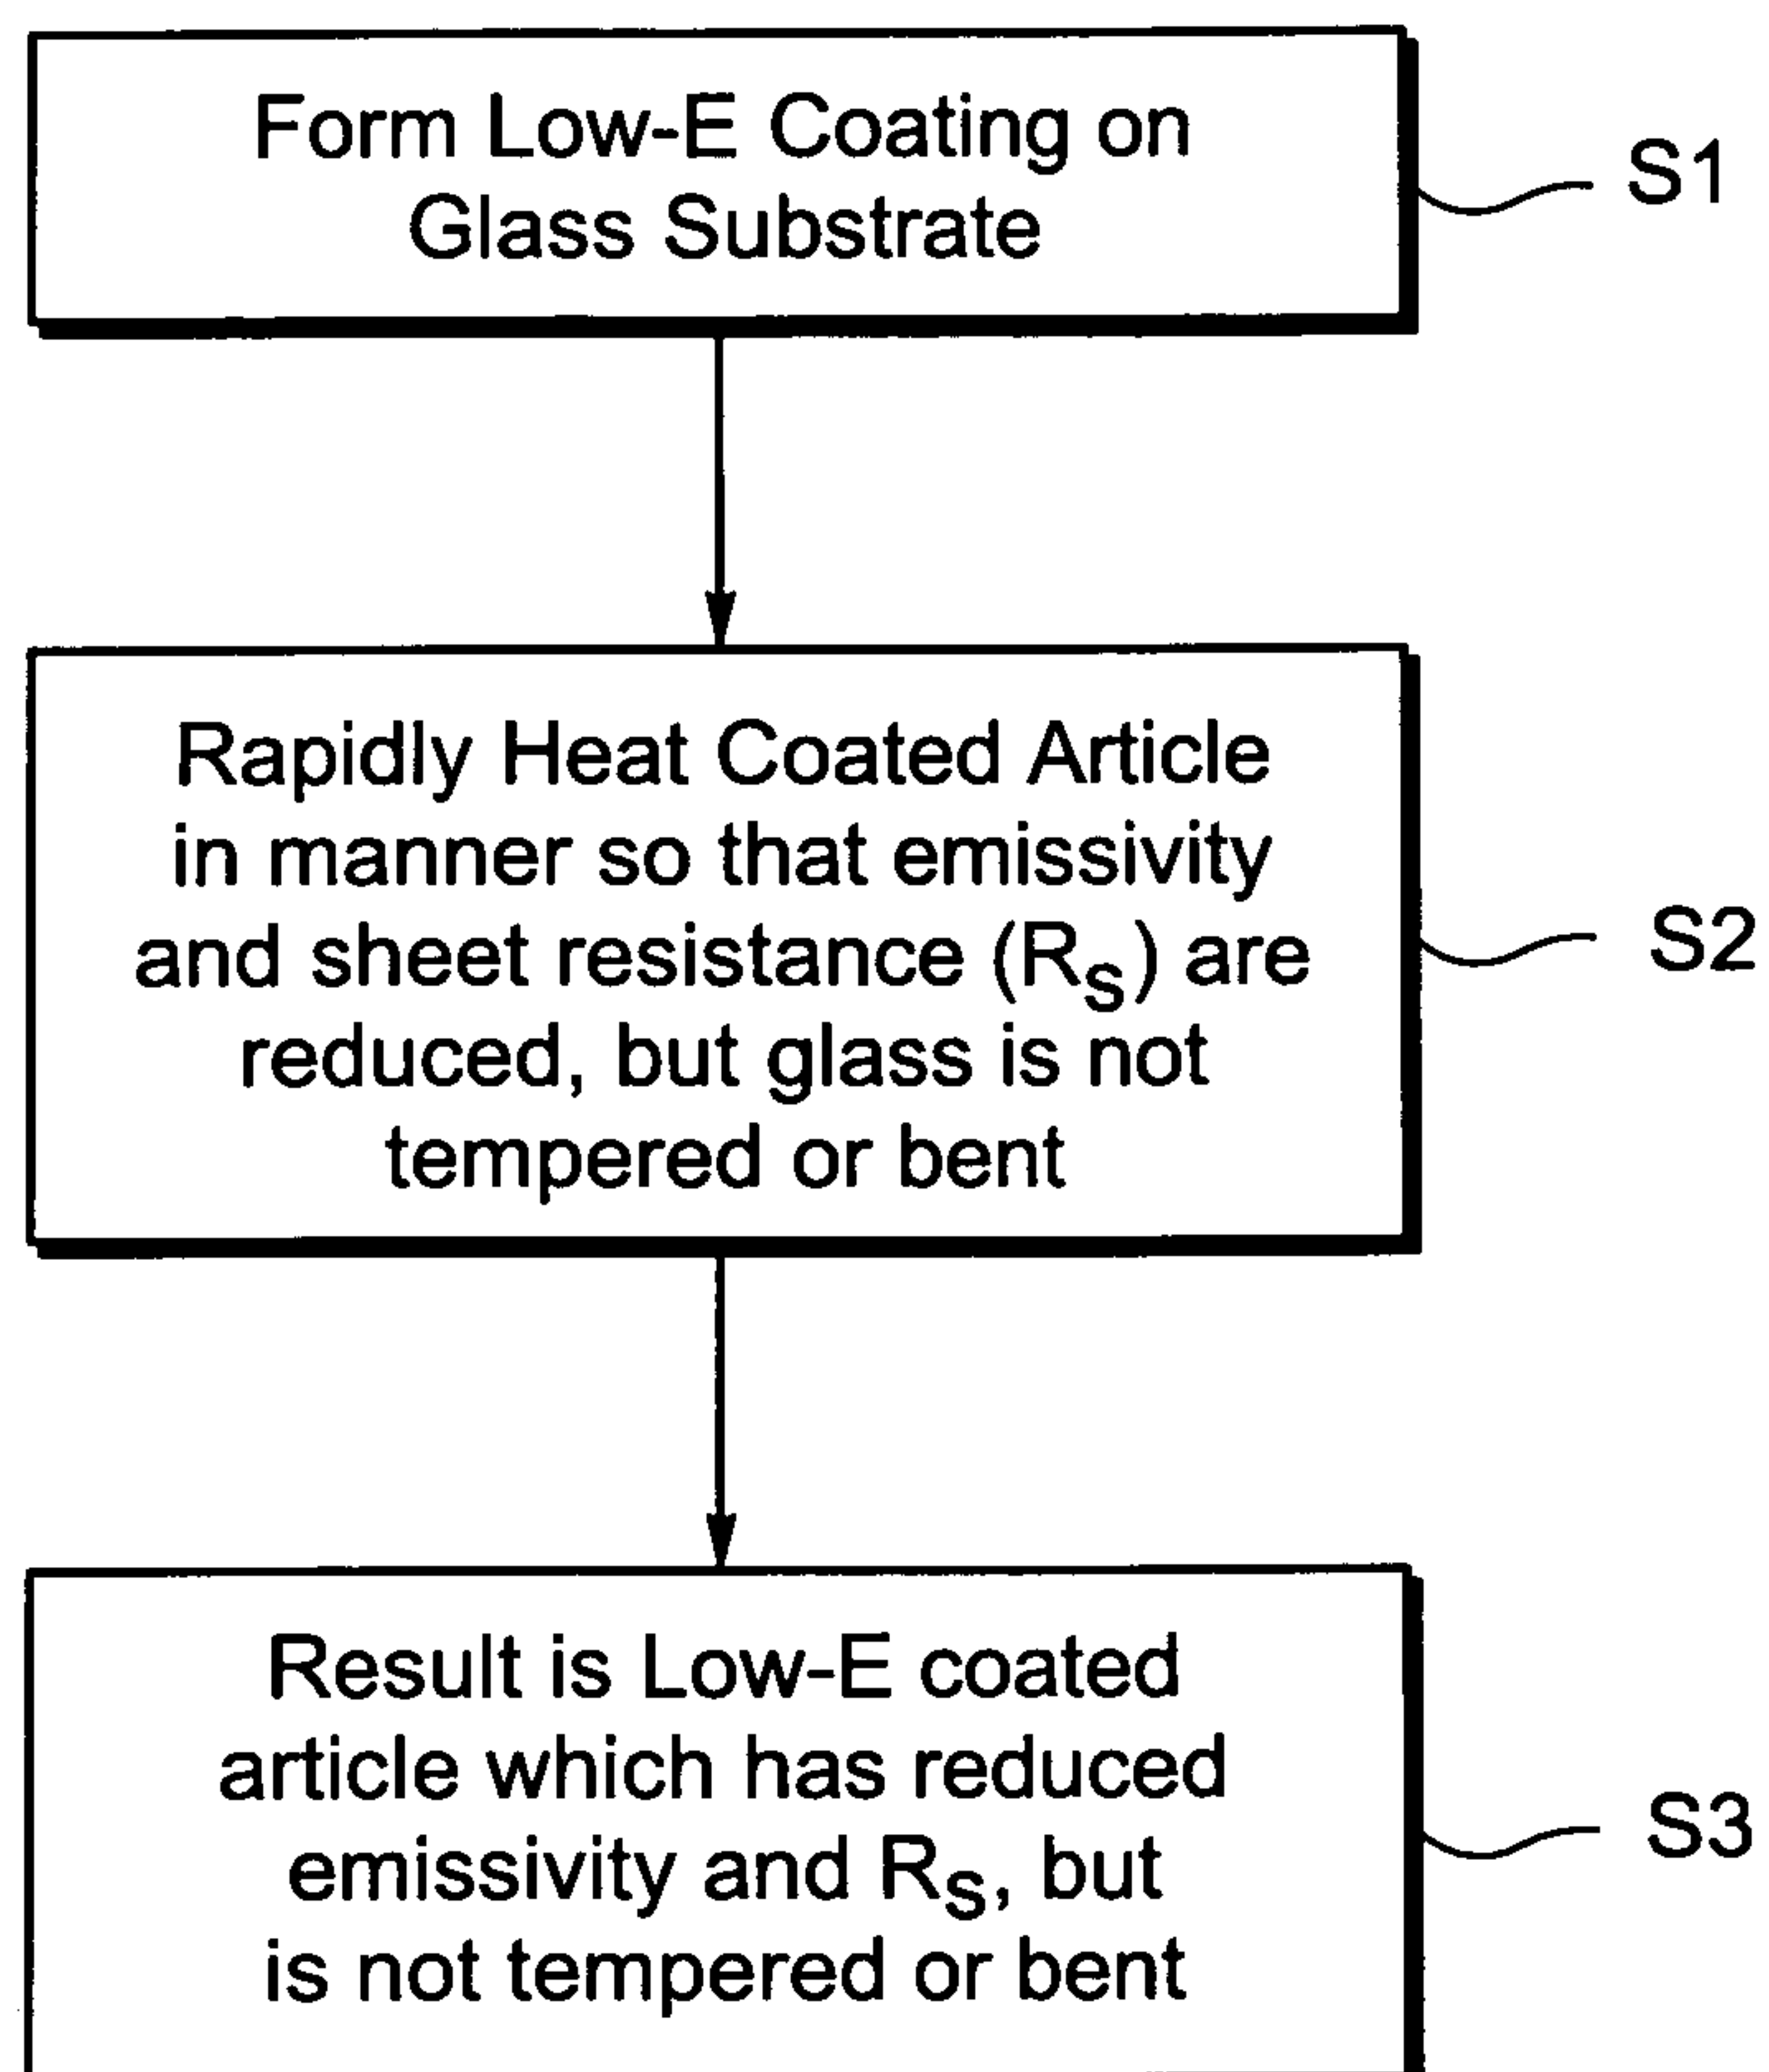 Form Low-E Coating on
Glass Substrate
S1
Rapidly Heat Coated Article
in manner so that emissivity
and sheet resistance (Rs) are
reduced, but glass is not
tempered or bent
S2
Result is Low-E coated
article which has reduced
emissivity and Rs, but
is not tempered or bent
S3